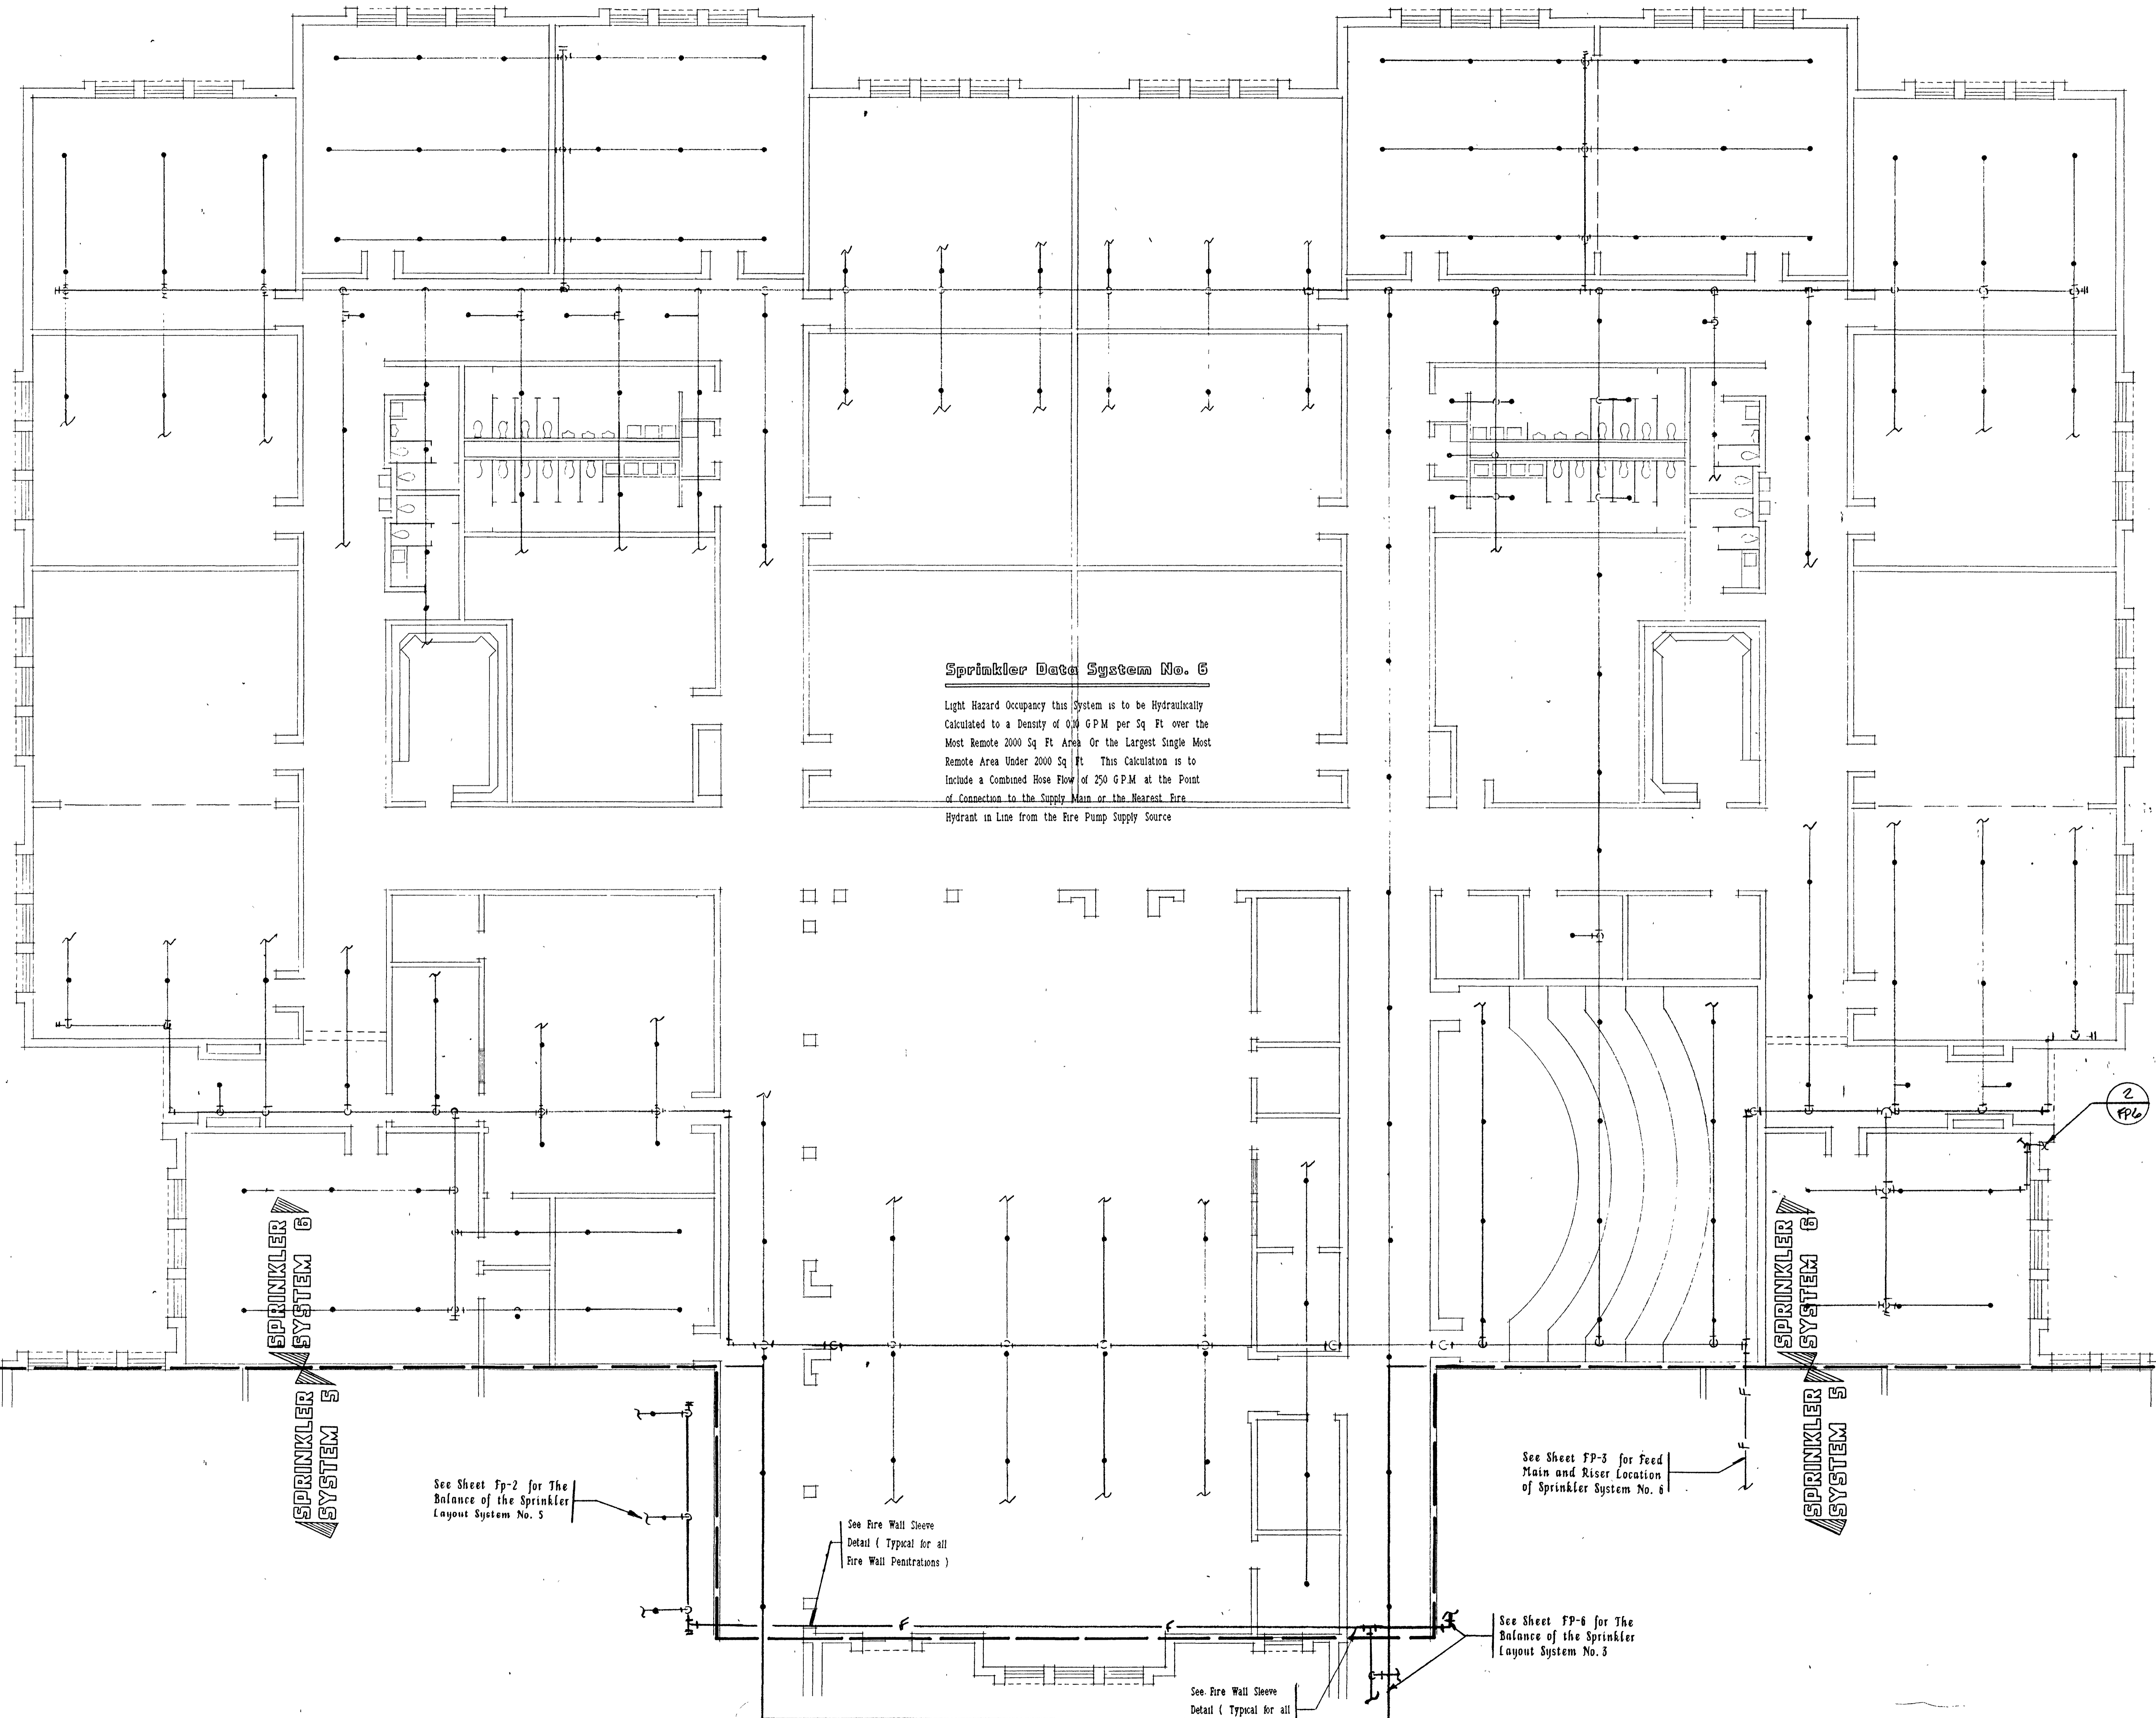 Sprinkler Data System No. 6
Light Hazard Occupancy this System is to be Hydraulically
Calculated to a Density of 0.10 G P M per Sq Ft over the
Most Remote 2000 Sq Ft Area Or the Largest Single Most
Remote Area Under 2000 Sq Ft This Calculation is to
Include a Combined Hose Flow of 250 G P.M at the Point
of Connection to the Supply Main or the Nearest Fire
Hydrant in Line from the Fire Pump Supply Source
2
FP6
SPRINKLER
SYSTEM 6
SPRINKLER
SYSTEM 5
SPRINKLER
SYSTEM 6
SPRINKLER
SYSTEM 5
See Sheet Fp-2 for The
Balance of the Sprinkler
Layout System No. 5
See Fire Wall Sleeve
Detail ( Typical for all
Fire Wall Penitrations )
See Sheet FP-3 for Feed
Main and Riser Location
of Sprinkler System No. 6
F
F
F
F
See Sheet FP-6 for The
Balance of the Sprinkler
Layout System No. 3
See Fire Wall Sleeve
Detail ( Typical for all